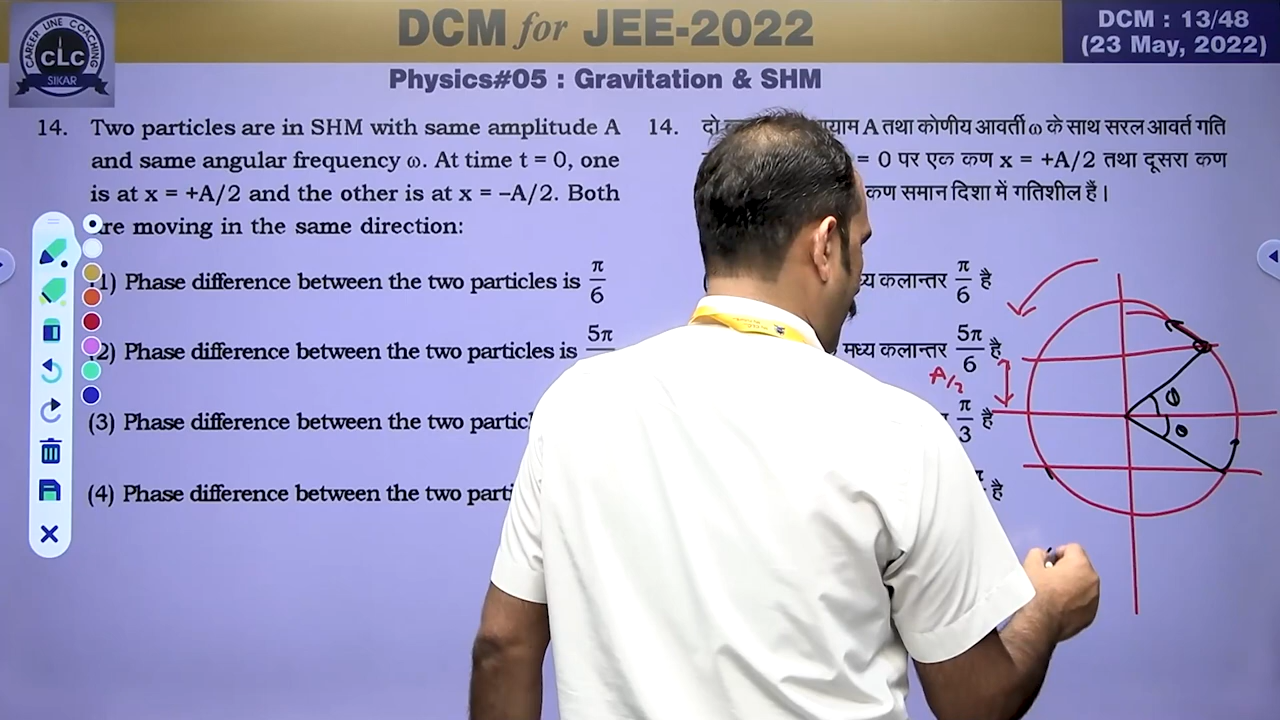 CAREER LINE COACHING
CLC
SIKAR
DCM for JEE-2022
DCM : 13/48
(23 May, 2022)
Physics#05 : Gravitation & SHM
14. Two particles are in SHM with same amplitude A
and same angular frequency ω. At time t = 0, one
is at x = +A/2 and the other is at x = –A/2. Both
are moving in the same direction:
1) Phase difference between the two particles is π/6
2) Phase difference between the two particles is 5π
(3) Phase difference between the two
(4) Phase difference between the two
14. दो A तथा कोणीय आवर्ती ω के साथ सरल आवर्त गति
= 0 पर एक कण x = +A/2 तथा दूसरा कण
कण समान दिशा में गतिशील हैं।
कलान्तर π/6 है
मध्य कलान्तर 5π/6 है
π/3 है
है
A/2
θ
θ